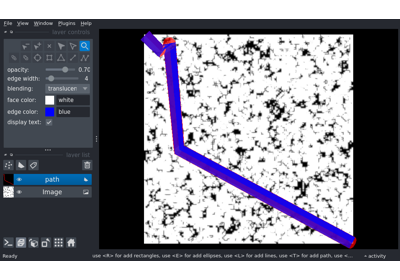 File View Window Plugins Help
layer controls
opacity: 0.70
edge width: 4
blending: translucen
face color: white
edge color: blue
display text:
layer list
path
Image
Ready use <R> for add rectangles, use <E> for add ellipses, use <L> for add lines, use <T> for add path, use <... activity